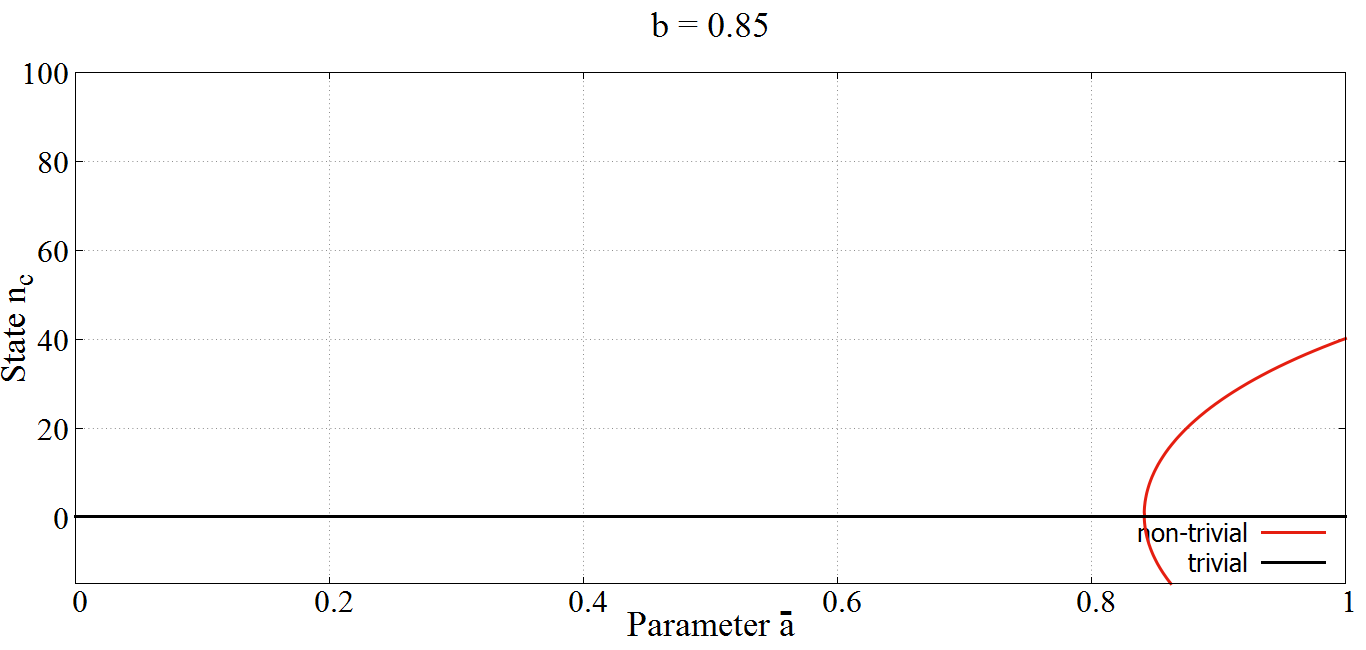 b = 0.85
100
80
60
40
20
0
State n_c
non-trivial
trivial
0 0.2 0.4 0.6 0.8 1
Parameter ā